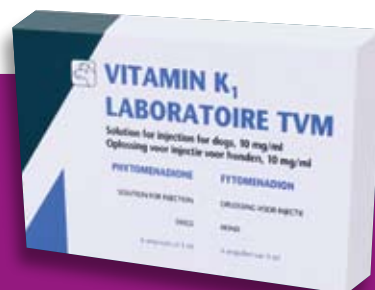 VITAMIN K₁
LABORATOIRE TVM
Solution for injection for dogs, 10 mg/ml
Oplossing voor injectie voor honden, 10 mg/ml
PHYTOMENADIONE FYTOMENADION
SOLUTION FOR INJECTION OPLOSSING VOOR INJECTIE
DOGS HOND